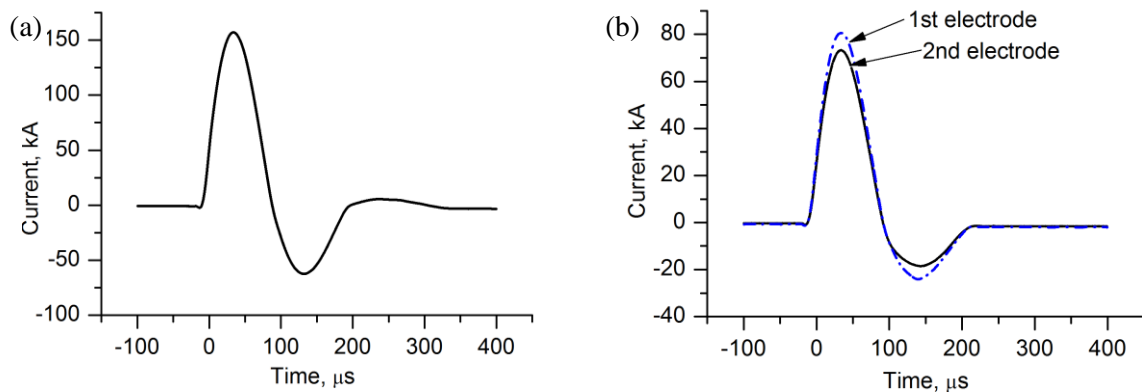 (a)
150
100
50
0
-50
-100
Current, kA
-100 0 100 200 300 400
Time, μs
(b)
80
60
40
20
0
-20
-40
Current, kA
1st electrode
2nd electrode
-100 0 100 200 300 400
Time, μs